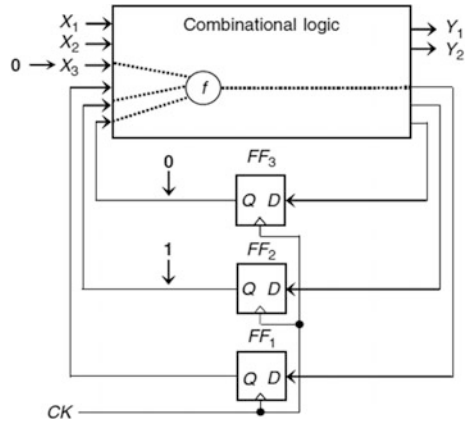 Combinational logic
X1
X2
0 X3
f
Y1
Y2
0
FF3
Q D
1
FF2
Q D
FF1
Q D
CK